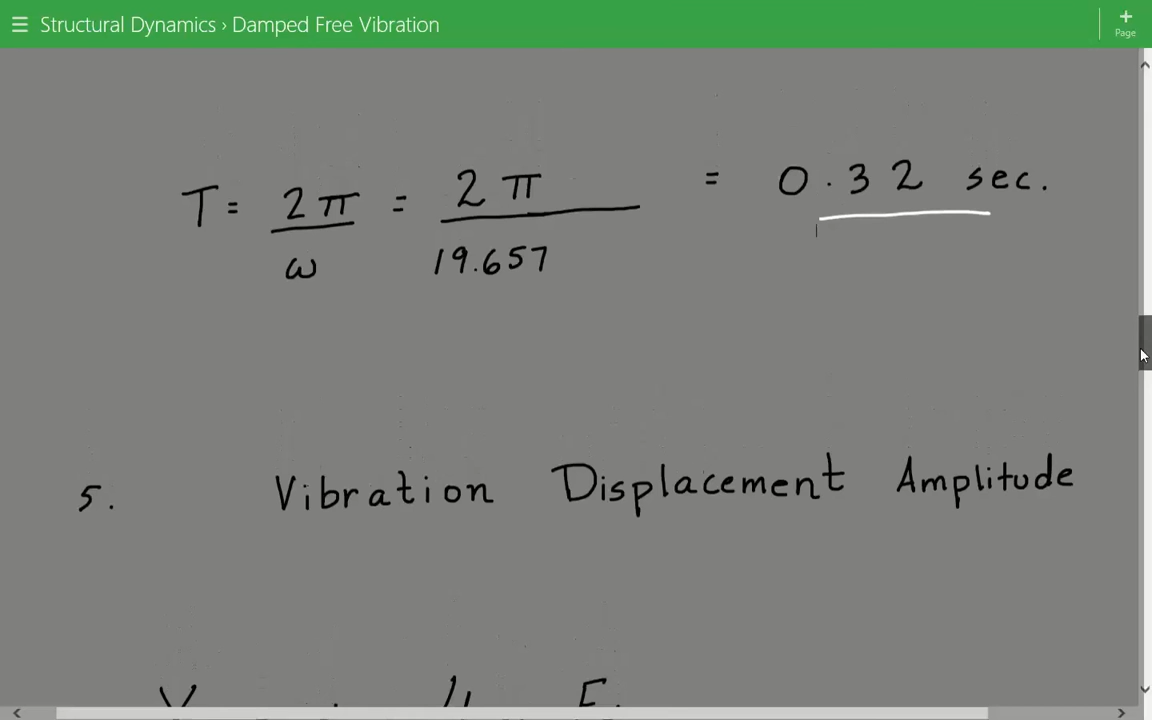 Structural Dynamics › Damped Free Vibration
+
Page
T = 2π/ω = 2π/19.657 = 0.32 sec.
5. Vibration Displacement Amplitude